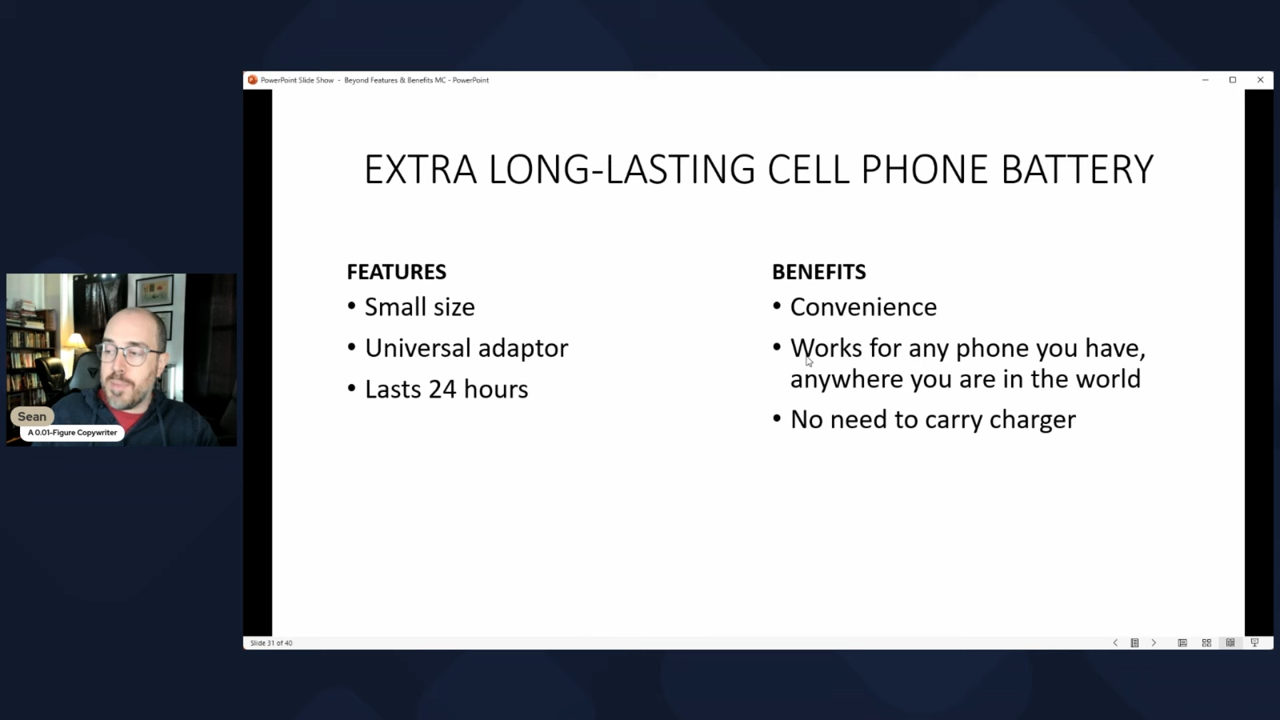 PowerPoint Slide Show - Beyond Features & Benefits MC - PowerPoint
EXTRA LONG-LASTING CELL PHONE BATTERY
FEATURES
• Small size
• Universal adaptor
• Lasts 24 hours
BENEFITS
• Convenience
• Works for any phone you have,
anywhere you are in the world
• No need to carry charger
Sean
A 0.01-Figure Copywriter
Slide 31 of 40